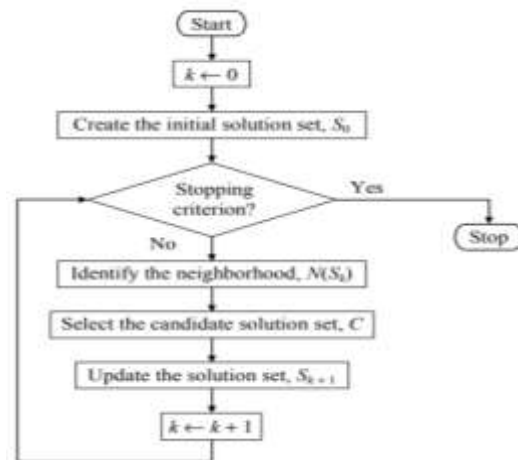 Start
k ← 0
Create the initial solution set, S₀
Stopping
criterion?
Yes
Stop
No
Identify the neighborhood, N(Sₖ)
Select the candidate solution set, C
Update the solution set, Sₖ₊₁
k ← k + 1